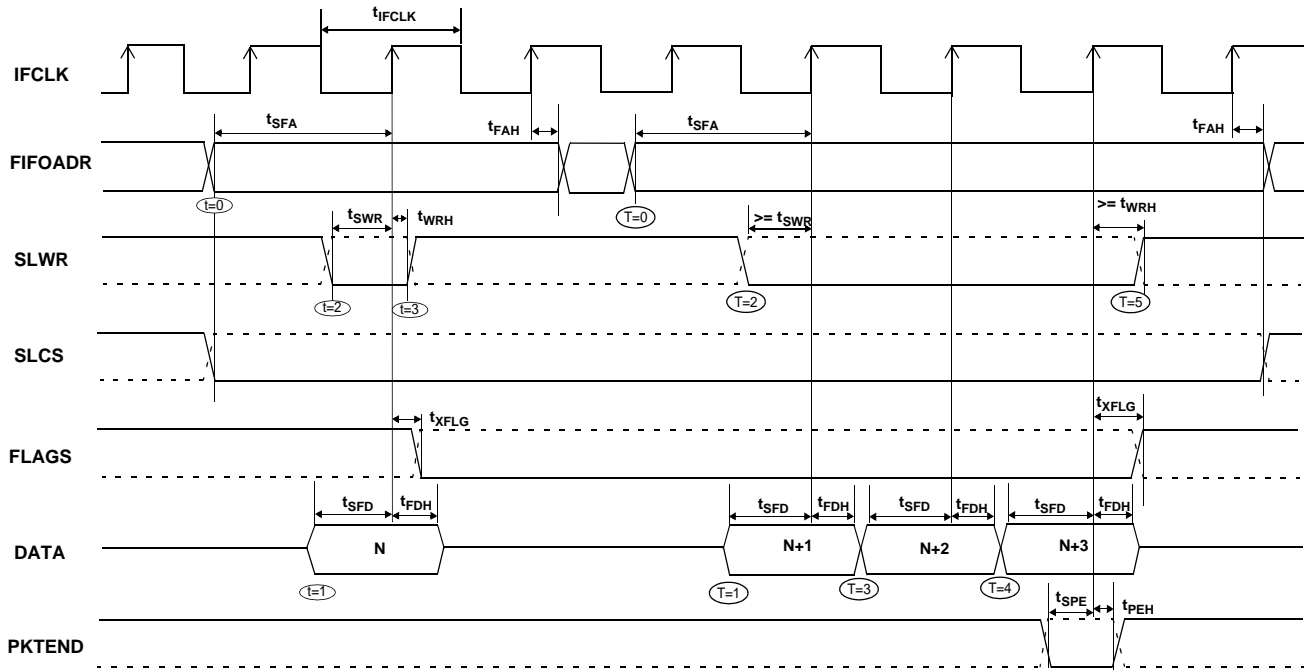 tIFCLK
IFCLK
tSFA
tFAH
tSFA
tFAH
FIFOADR
t=0
T=0
tSWR
tWRH
>= tSWR
>= tWRH
SLWR
t=2
t=3
T=2
T=5
SLCS
tXFLG
tXFLG
FLAGS
tSFD
tFDH
tSFD
tFDH
tSFD
tFDH
tSFD
tFDH
DATA
N
N+1
N+2
N+3
t=1
T=1
T=3
T=4
tSPE
tPEH
PKTEND